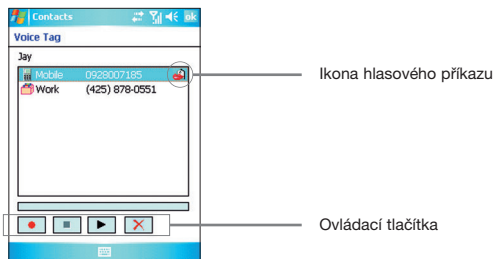 Contacts ok
Voice Tag
Jay
Mobile 0928007185
Work (425) 878-0551
Ikona hlasového příkazu
Ovládací tlačítka